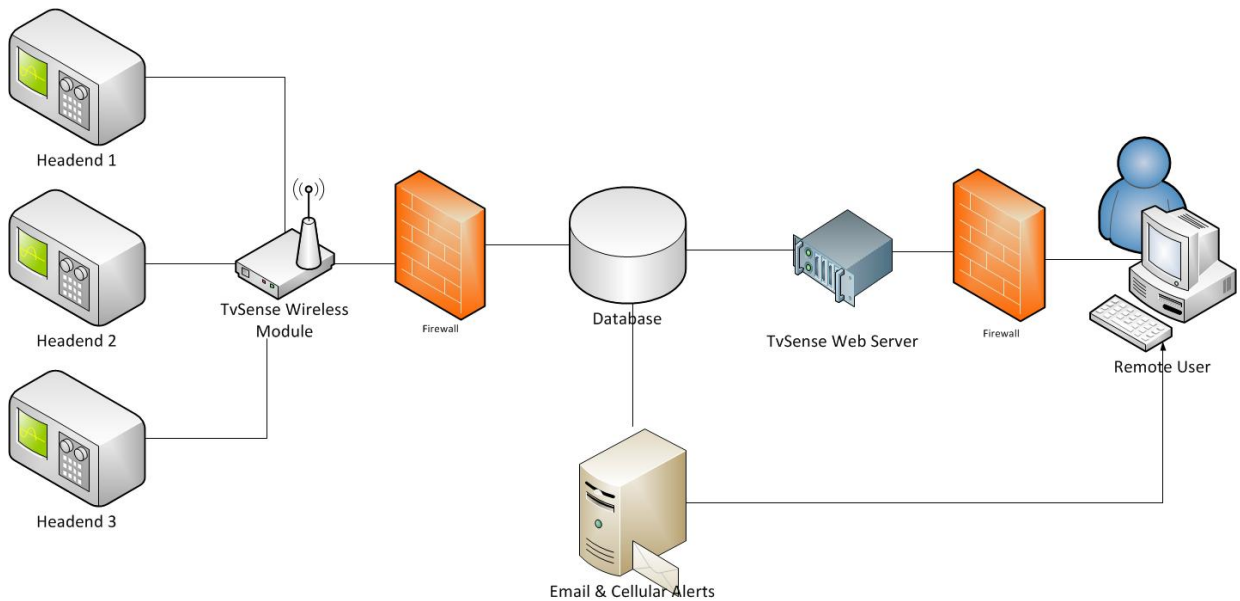 Headend 1
Headend 2
Headend 3
TvSense Wireless
Module
Firewall
Database
TvSense Web Server
Firewall
Remote User
Email & Cellular Alerts